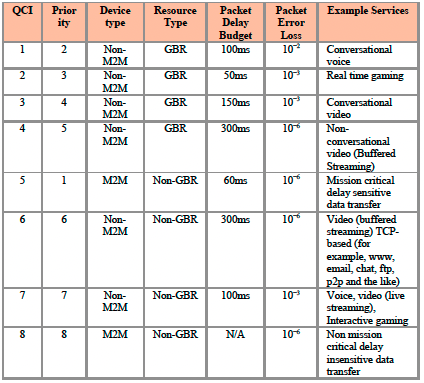 QCI Prior ity Device type Resource Type Packet Delay Budget Packet Error Loss Example Services
1 2 Non-M2M GBR 100ms 10⁻² Conversational voice
2 3 Non-M2M GBR 50ms 10⁻³ Real time gaming
3 4 Non-M2M GBR 150ms 10⁻³ Conversational video
4 5 Non-M2M GBR 300ms 10⁻⁶ Non-conversational video (Buffered Streaming)
5 1 M2M Non-GBR 60ms 10⁻⁶ Mission critical delay sensitive data transfer
6 6 Non-M2M Non-GBR 300ms 10⁻⁶ Video (buffered streaming) TCP-based (for example, www, email, chat, ftp, p2p and the like)
7 7 Non-M2M Non-GBR 100ms 10⁻³ Voice, video (live streaming), Interactive gaming
8 8 M2M Non-GBR N/A 10⁻⁶ Non mission critical delay insensitive data transfer